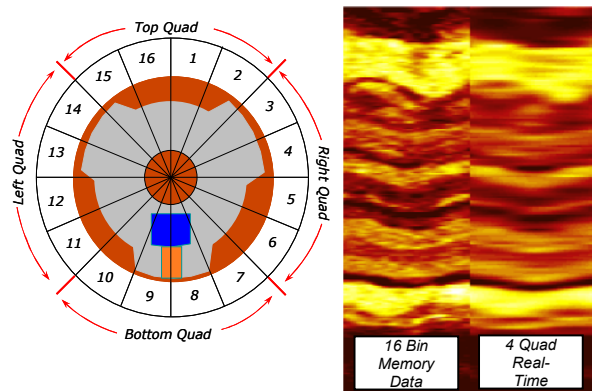 Top Quad
16
1
15
2
14
3
13
4
12
5
11
6
10
7
9
8
Left Quad
Right Quad
Bottom Quad
16 Bin
Memory
Data
4 Quad
Real-
Time